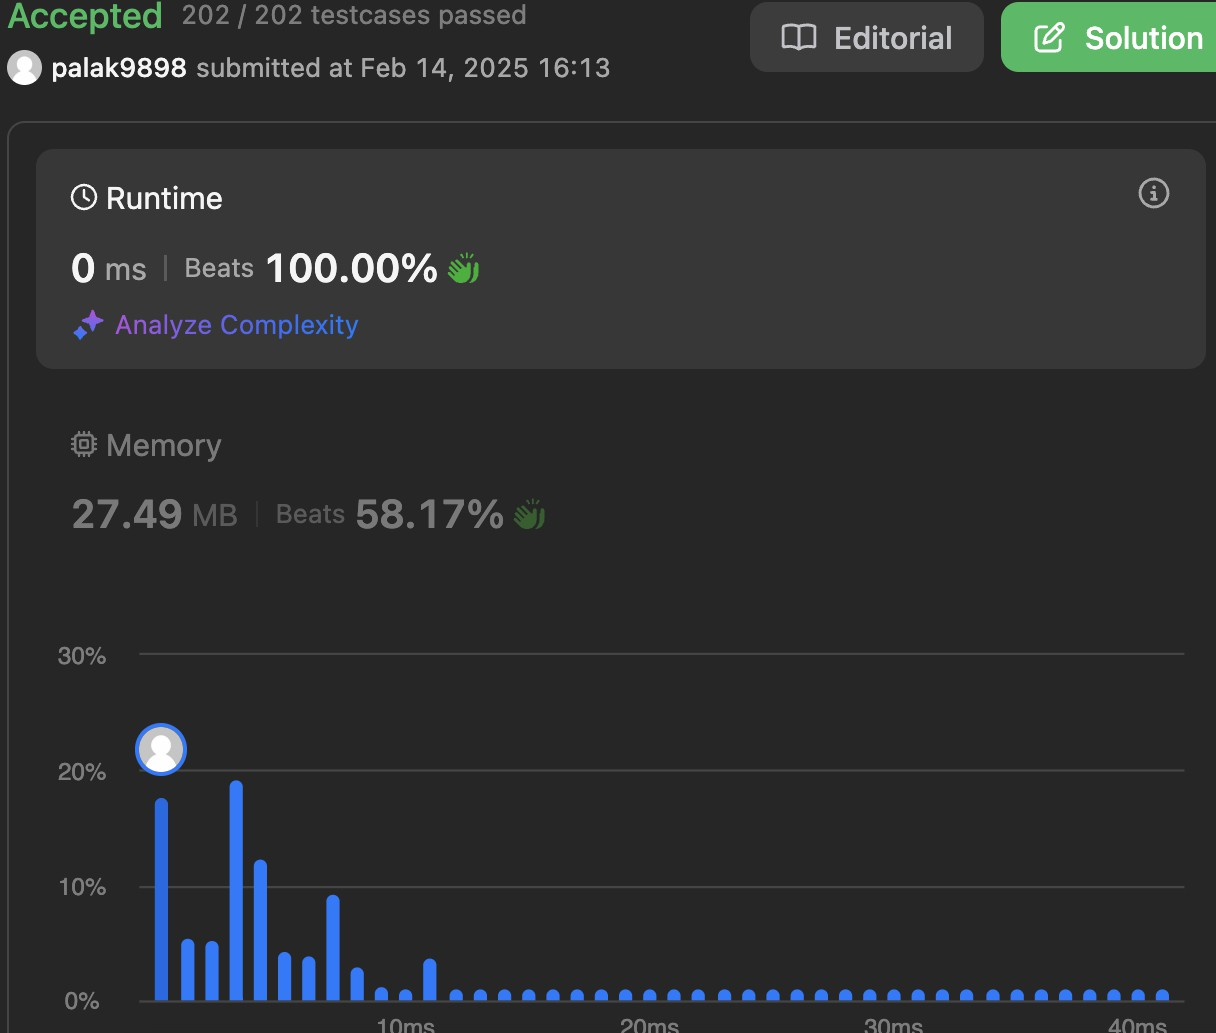 Accepted 202 / 202 testcases passed
Editorial
Solution
palak9898 submitted at Feb 14, 2025 16:13
Runtime
0 ms | Beats 100.00%
Analyze Complexity
Memory
27.49 MB | Beats 58.17%
30%
20%
10%
0%
10ms 20ms 30ms 40ms